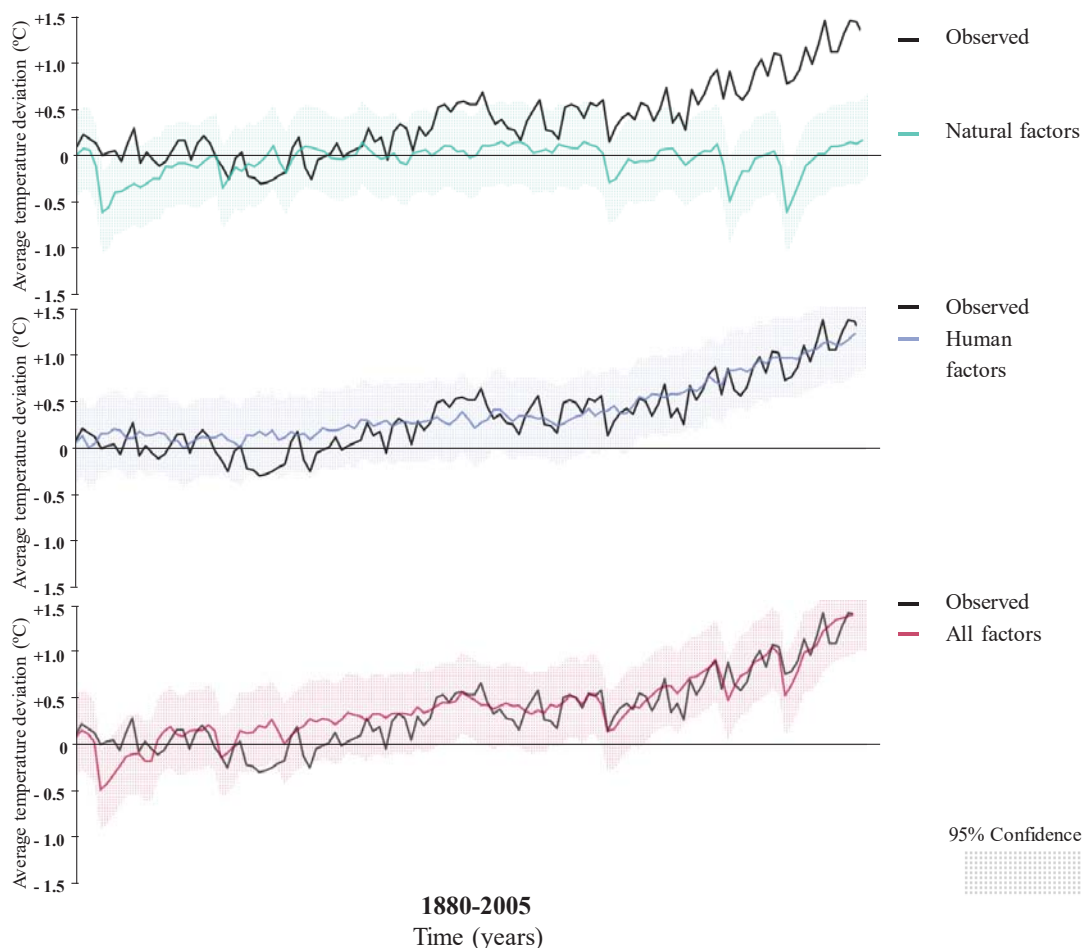 Average temperature deviation (ºC)
+1.5
+1.0
+0.5
0
- 0.5
- 1.0
- 1.5
Observed
Natural factors
Average temperature deviation (ºC)
+1.5
+1.0
+0.5
0
- 0.5
- 1.0
- 1.5
Observed
Human
factors
Average temperature deviation (ºC)
+1.5
+1.0
+0.5
0
- 0.5
- 1.0
- 1.5
Observed
All factors
95% Confidence
1880-2005
Time (years)